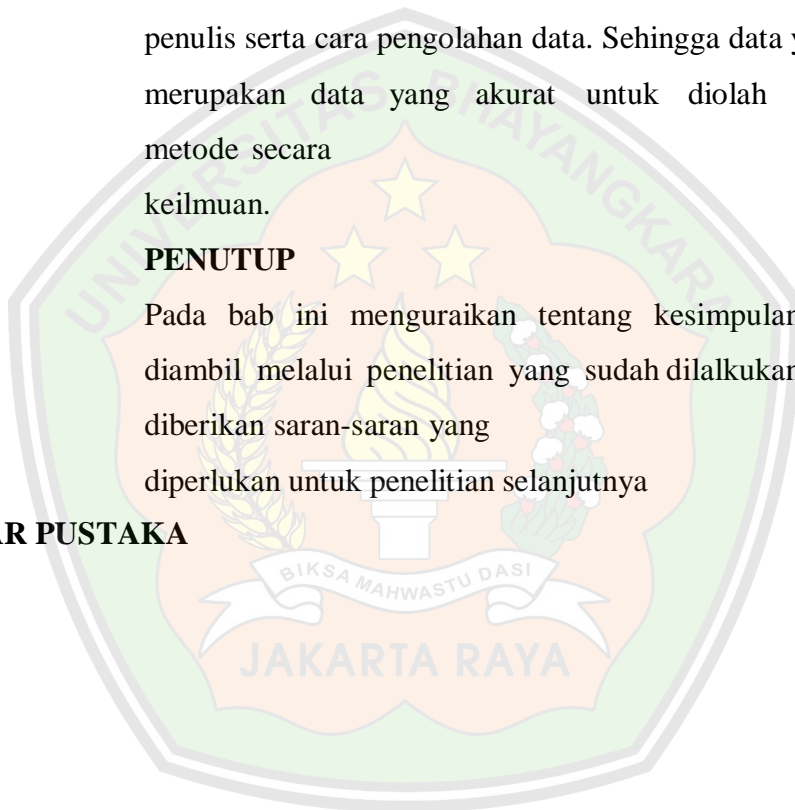 penulis serta cara pengolahan data. Sehingga data
merupakan data yang akurat untuk diolah
metode secara
keilmuan.
PENUTUP
Pada bab ini menguraikan tentang kesimpulan
diambil melalui penelitian yang sudah dilalkukan
diberikan saran-saran yang
diperlukan untuk penelitian selanjutnya
AR PUSTAKA
UNIVERSITAS BHAYANGKARA
BIKSA MAHWASTU DASI
JAKARTA RAYA